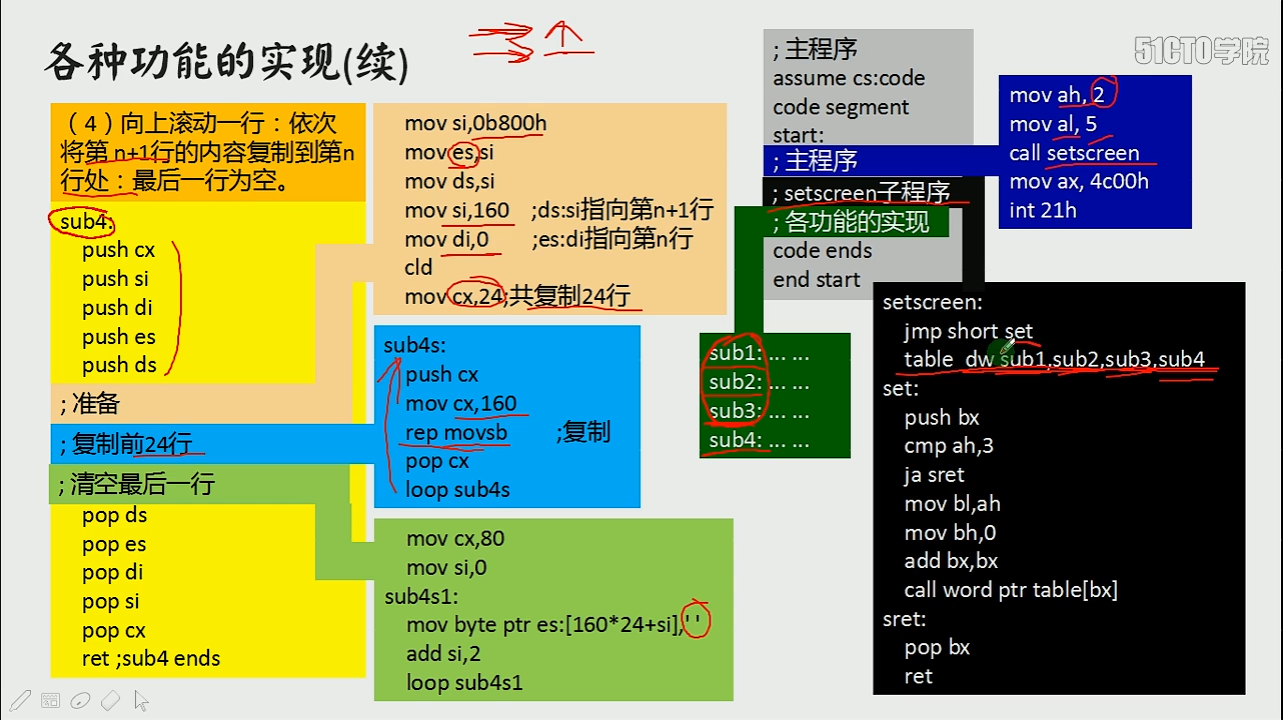 各种功能的实现(续)
51CTO学院
（4）向上滚动一行：依次
将第 n+1行的内容复制到第n
行处：最后一行为空。
sub4:
push cx
push si
push di
push es
push ds
; 准备
; 复制前24行
; 清空最后一行
pop ds
pop es
pop di
pop si
pop cx
ret ;sub4 ends
mov si,0b800h
mov es,si
mov ds,si
mov si,160 ;ds:si指向第n+1行
mov di,0 ;es:di指向第n行
cld
mov cx,24;共复制24行
sub4s:
push cx
mov cx,160
rep movsb ;复制
pop cx
loop sub4s
mov cx,80
mov si,0
sub4s1:
mov byte ptr es:[160*24+si],' '
add si,2
loop sub4s1
; 主程序
assume cs:code
code segment
start:
; 主程序
; setscreen子程序
; 各功能的实现
code ends
end start
mov ah, 2
mov al, 5
call setscreen
mov ax, 4c00h
int 21h
sub1: ... ...
sub2: ... ...
sub3: ... ...
sub4: ... ...
setscreen:
jmp short set
table dw sub1,sub2,sub3,sub4
set:
push bx
cmp ah,3
ja sret
mov bl,ah
mov bh,0
add bx,bx
call word ptr table[bx]
sret:
pop bx
ret